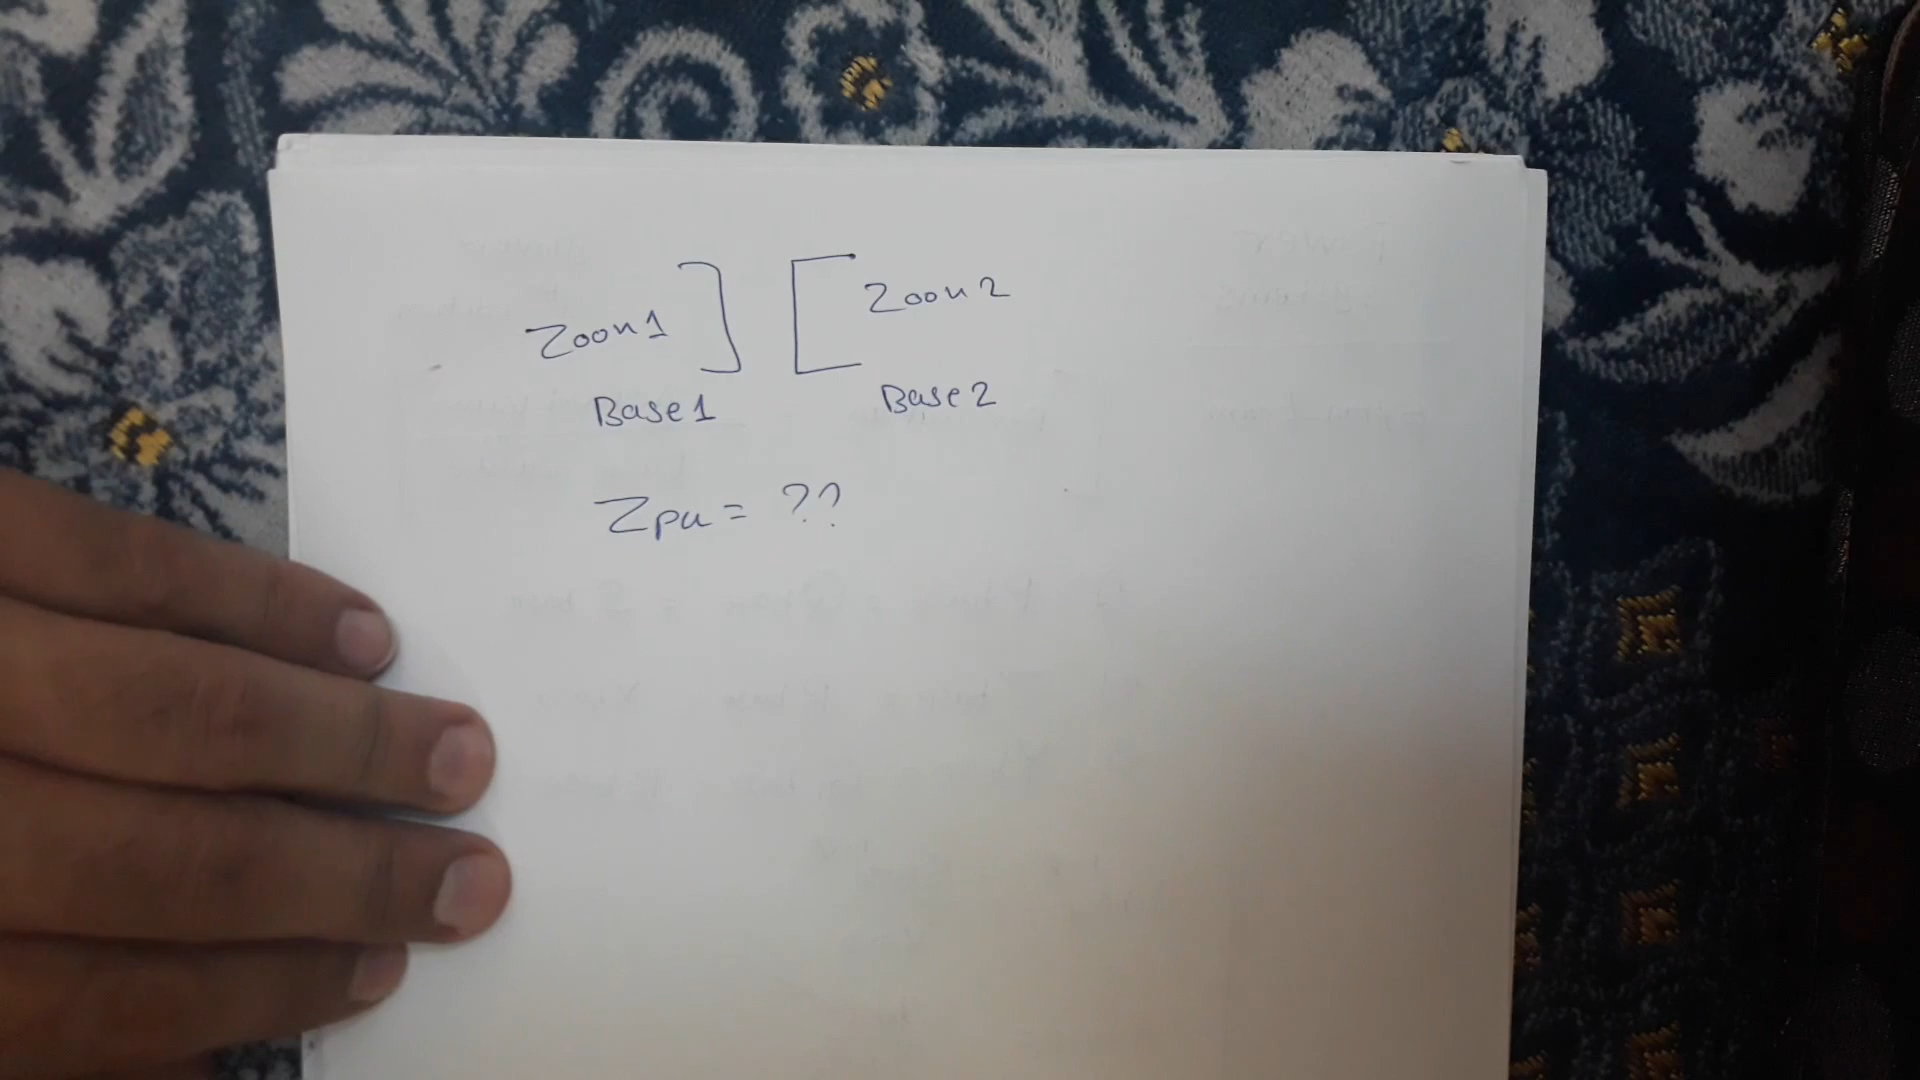 Zoon1 ] [ Zoon2
Base1 Base2
Zpu = ??